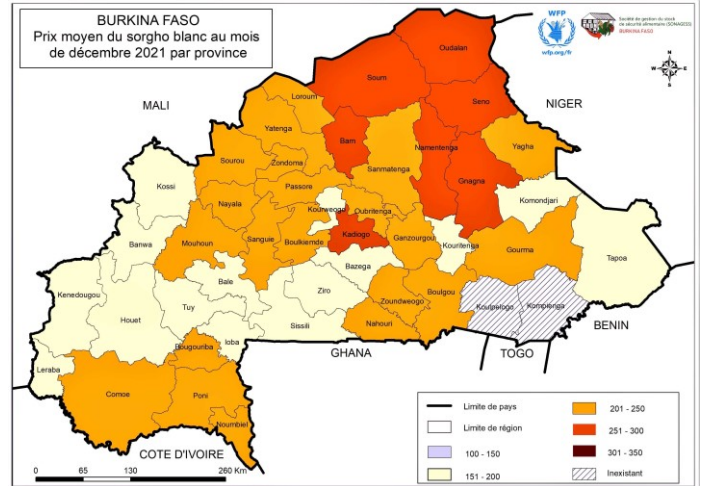 BURKINA FASO
Prix moyen du sorgho blanc au mois
de décembre 2021 par province
WFP
wfp.org/fr
Société de gestion du stock
de sécurité alimentaire (SONAGESS)
BURKINA FASO
N
W E
S
MALI
NIGER
Oudalan
Soum
Loroum
Seno
Yatenga
Bam
Namentenga
Yagha
Sourou
Zondoma
Sanmatenga
Gnagna
Kossi
Passore
Komondjari
Nayala
Kourweogo
Oubritenga
Mouhoun
Sanguie
Boulkiemde
Kadiogo
Ganzourgou
Kouritenga
Gourma
Banwa
Bazega
Tapoa
Bale
Boulgou
Kenedougou
Ziro
Zoundweogo
Koulpelogo
Kompienga
Houet
Tuy
Sissili
Nahouri
BENIN
Bougouriba
Ioba
GHANA
TOGO
Leraba
Comoe
Poni
Noumbiel
COTE D'IVOIRE
0 65 130 260 Km
Limite de pays
Limite de région
100 - 150
151 - 200
201 - 250
251 - 300
301 - 350
Inexistant